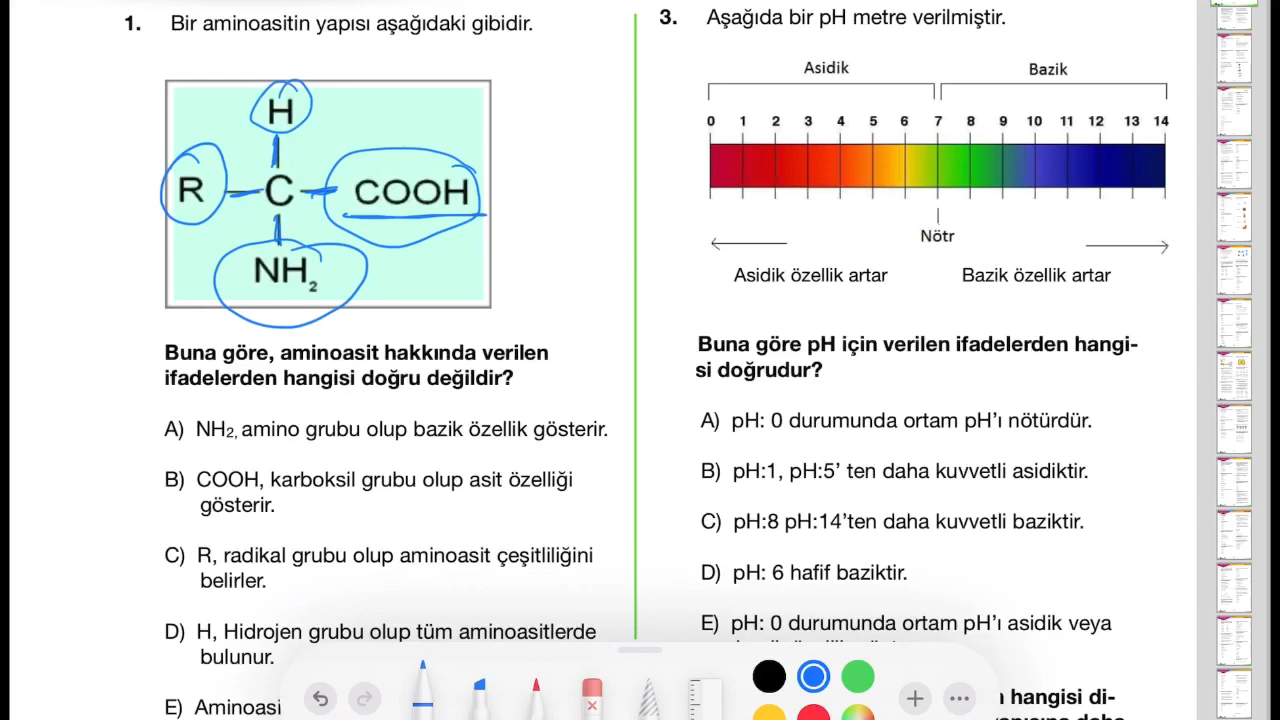 1. Bir aminoasitin yapısı aşağıdaki gibidir.
H
R C COOH
NH2
Buna göre, aminoasit hakkında verilen
ifadelerden hangisi doğru değildir?
A) NH2, amino grubu olup bazik özellik gösterir.
B) COOH, karboksil grubu olup asit özelliği
gösterir.
C) R, radikal grubu olup aminoasit çeşitliliğini
belirler.
D) H, Hidrojen grubu olup tüm aminoasitlerde
bulunur.
E) Aminoasi
3. Aşağıda bir pH metre verilmiştir.
Asidik Bazik
0 1 2 3 4 5 6 7 8 9 10 11 12 13 14
Nötr
Asidik özellik artar Bazik özellik artar
Buna göre pH için verilen ifadelerden hangi-
si doğrudur?
A) pH: 0 durumunda ortam pH’ı nötürdür.
B) pH:1, pH:5’ ten daha kuvvetli asidiktir.
C) pH:8 pH:14’ten daha kuvvetli baziktir.
D) pH: 6 zayıf baziktir.
E) pH: 0 durumunda ortam pH’ı asidik veya
hangisi di-